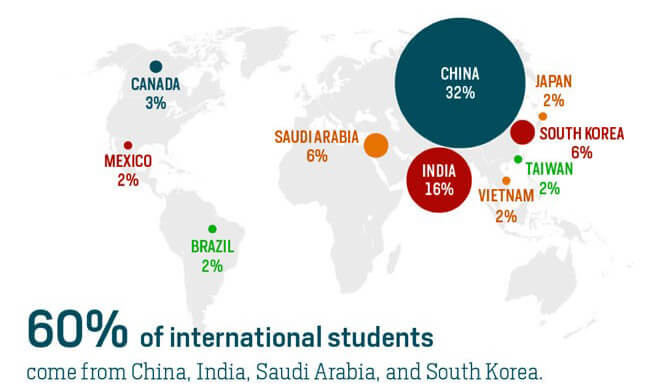 CHINA
32%
JAPAN
2%
CANADA
3%
SAUDI ARABIA
6%
SOUTH KOREA
6%
MEXICO
2%
INDIA
16%
TAIWAN
2%
VIETNAM
2%
BRAZIL
2%
60% of international students
come from China, India, Saudi Arabia, and South Korea.